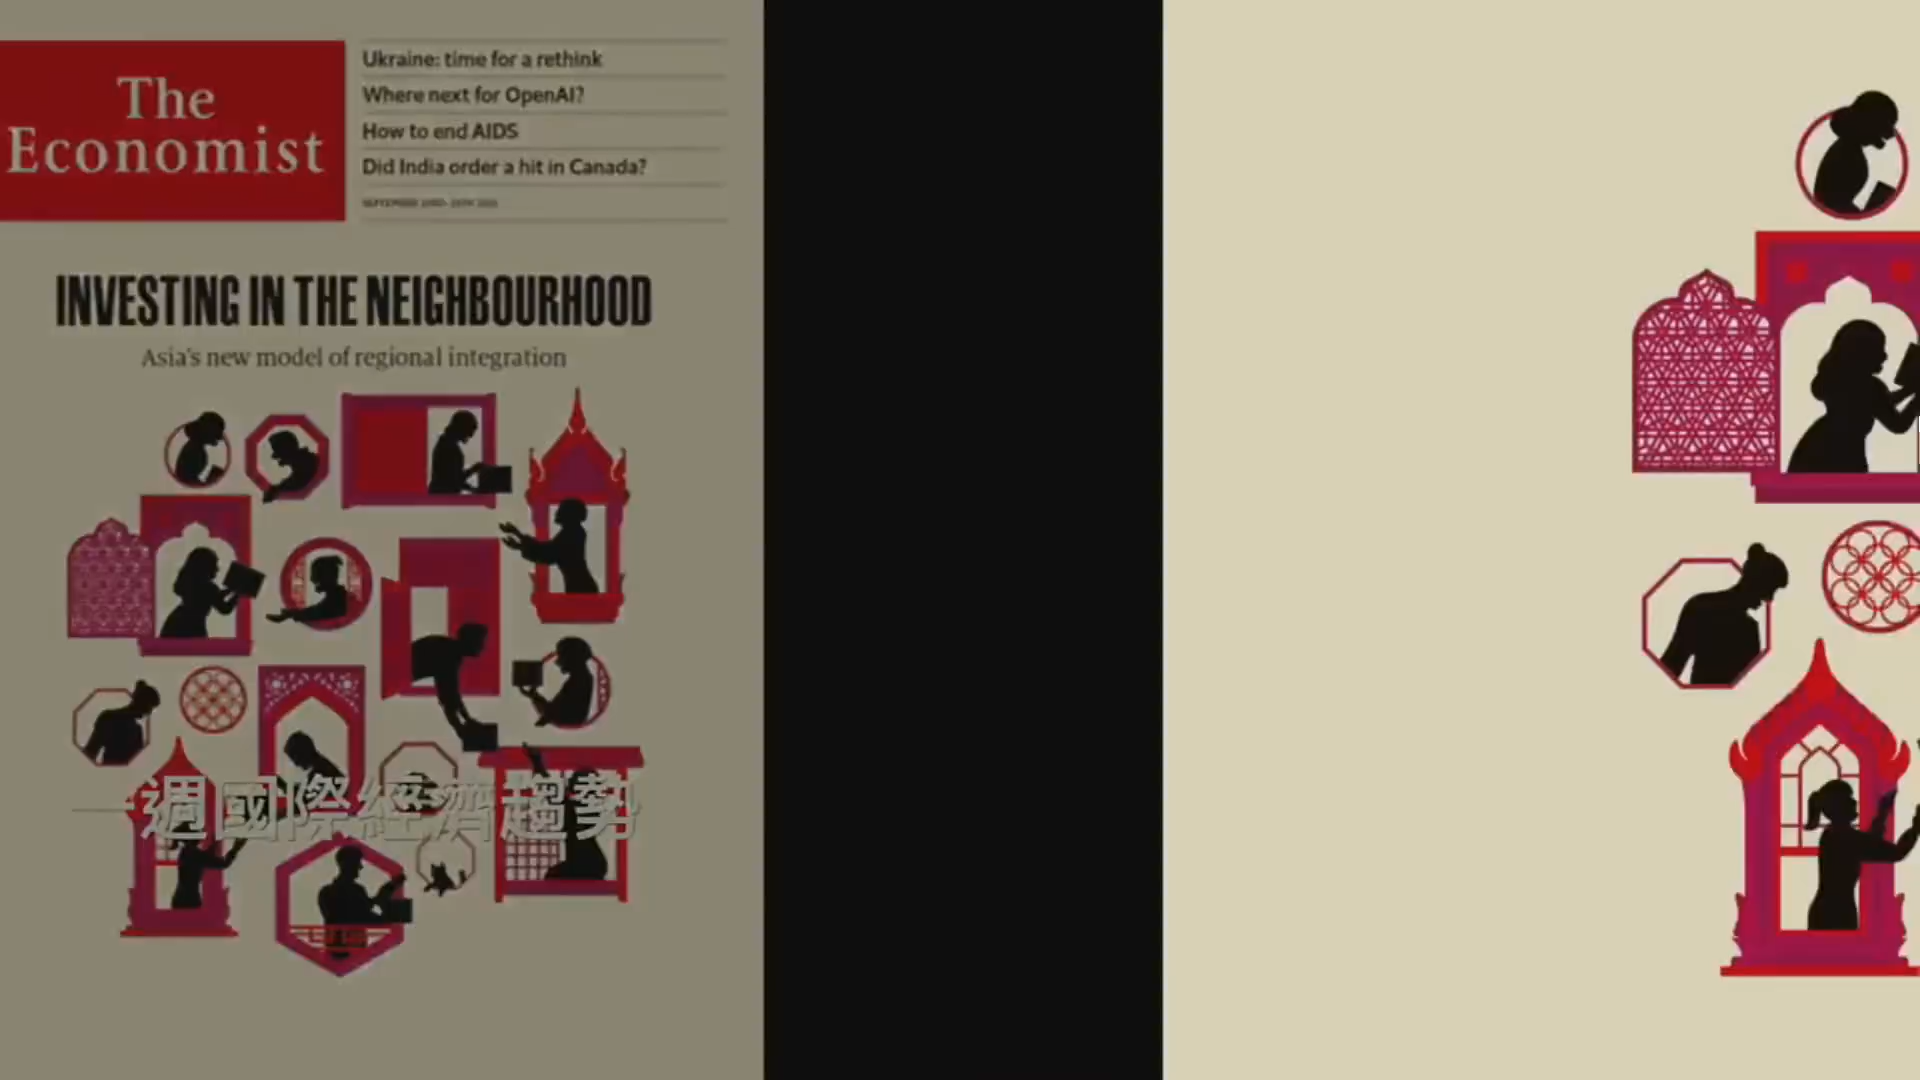 The
Economist
Ukraine: time for a rethink
Where next for OpenAI?
How to end AIDS
Did India order a hit in Canada?
INVESTING IN THE NEIGHBOURHOOD
Asia's new model of regional integration
一週國際經濟趨勢